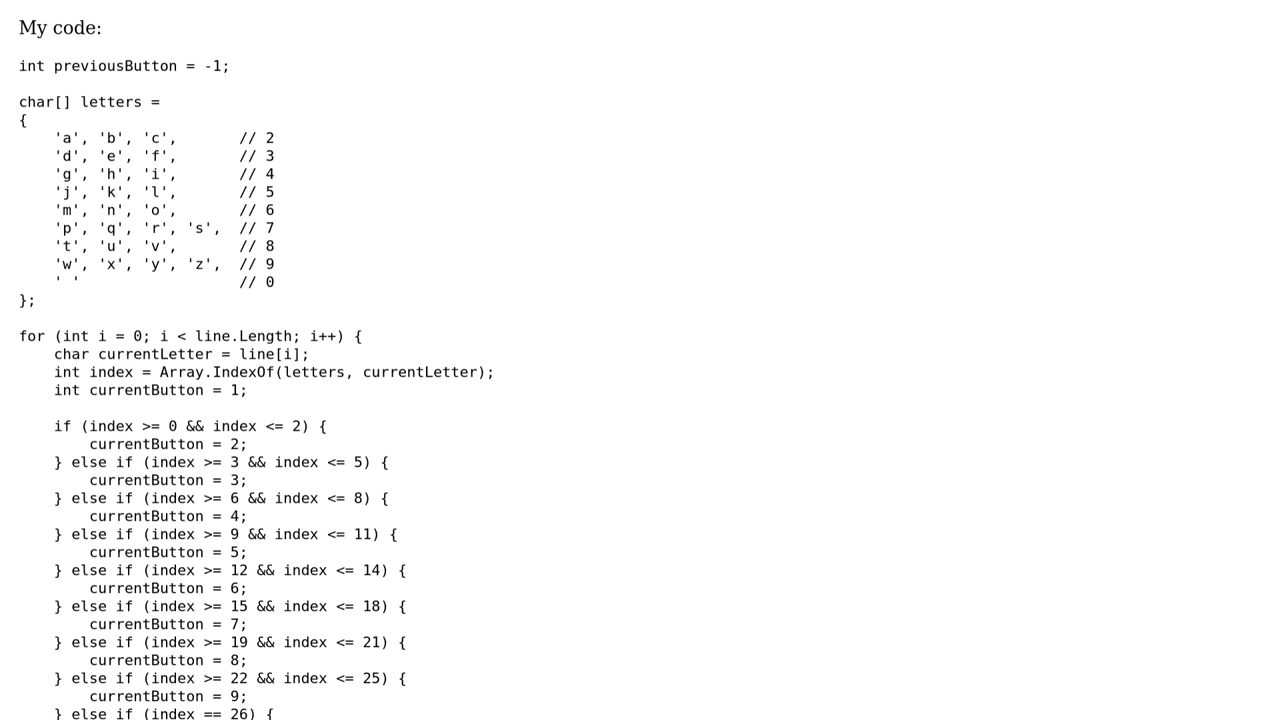 My code:
int previousButton = -1;
char[] letters =
{
    'a', 'b', 'c',       // 2
    'd', 'e', 'f',       // 3
    'g', 'h', 'i',       // 4
    'j', 'k', 'l',       // 5
    'm', 'n', 'o',       // 6
    'p', 'q', 'r', 's',  // 7
    't', 'u', 'v',       // 8
    'w', 'x', 'y', 'z',  // 9
    ' '                  // 0
};
for (int i = 0; i < line.Length; i++) {
    char currentLetter = line[i];
    int index = Array.IndexOf(letters, currentLetter);
    int currentButton = 1;
    if (index >= 0 && index <= 2) {
        currentButton = 2;
    } else if (index >= 3 && index <= 5) {
        currentButton = 3;
    } else if (index >= 6 && index <= 8) {
        currentButton = 4;
    } else if (index >= 9 && index <= 11) {
        currentButton = 5;
    } else if (index >= 12 && index <= 14) {
        currentButton = 6;
    } else if (index >= 15 && index <= 18) {
        currentButton = 7;
    } else if (index >= 19 && index <= 21) {
        currentButton = 8;
    } else if (index >= 22 && index <= 25) {
        currentButton = 9;
    } else if (index == 26) {